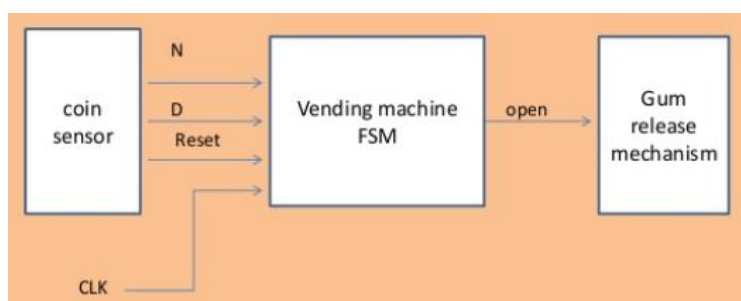 coin
sensor
N
D
Reset
CLK
Vending machine
FSM
open
Gum
release
mechanism